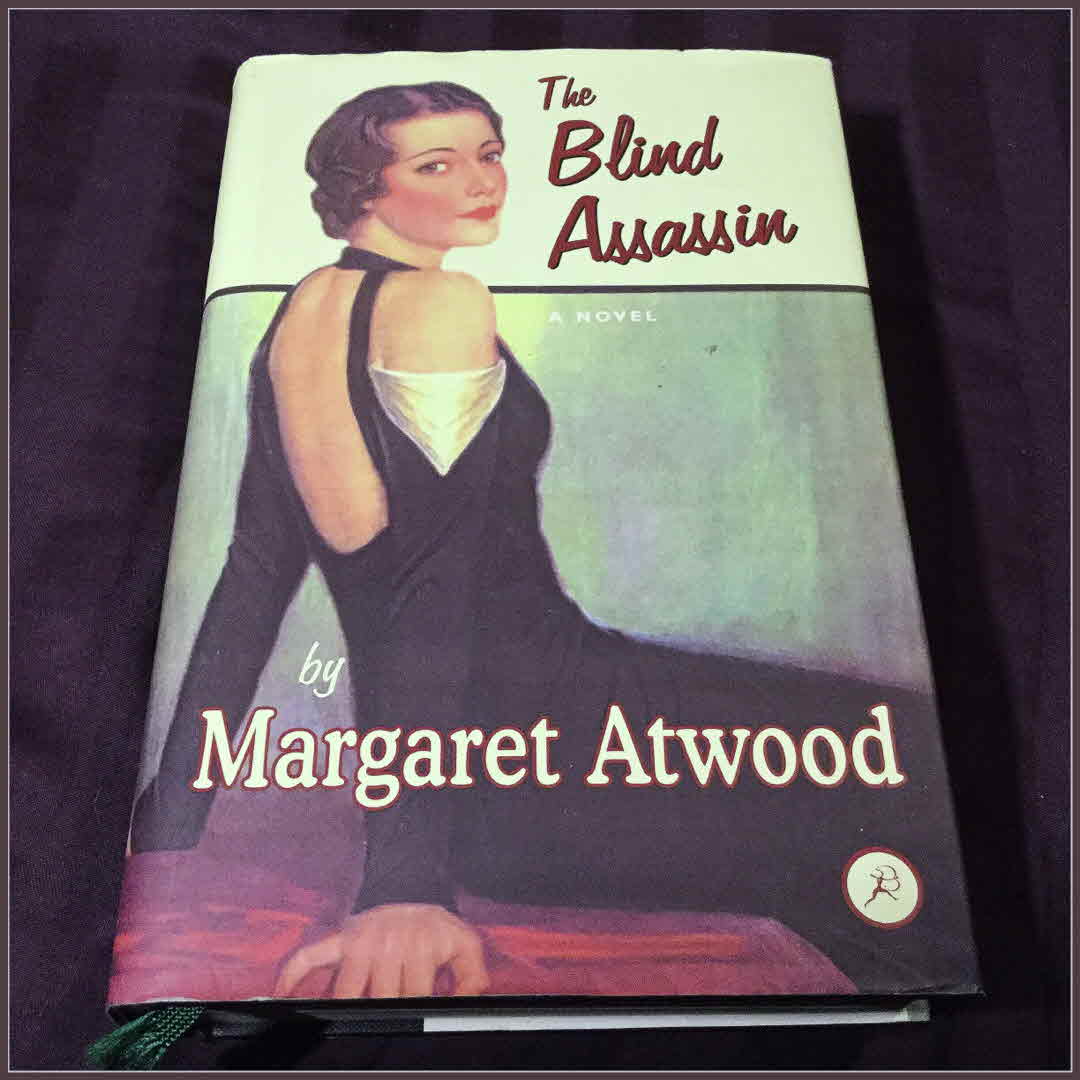 The
Blind
Assassin
A NOVEL
by
Margaret Atwood